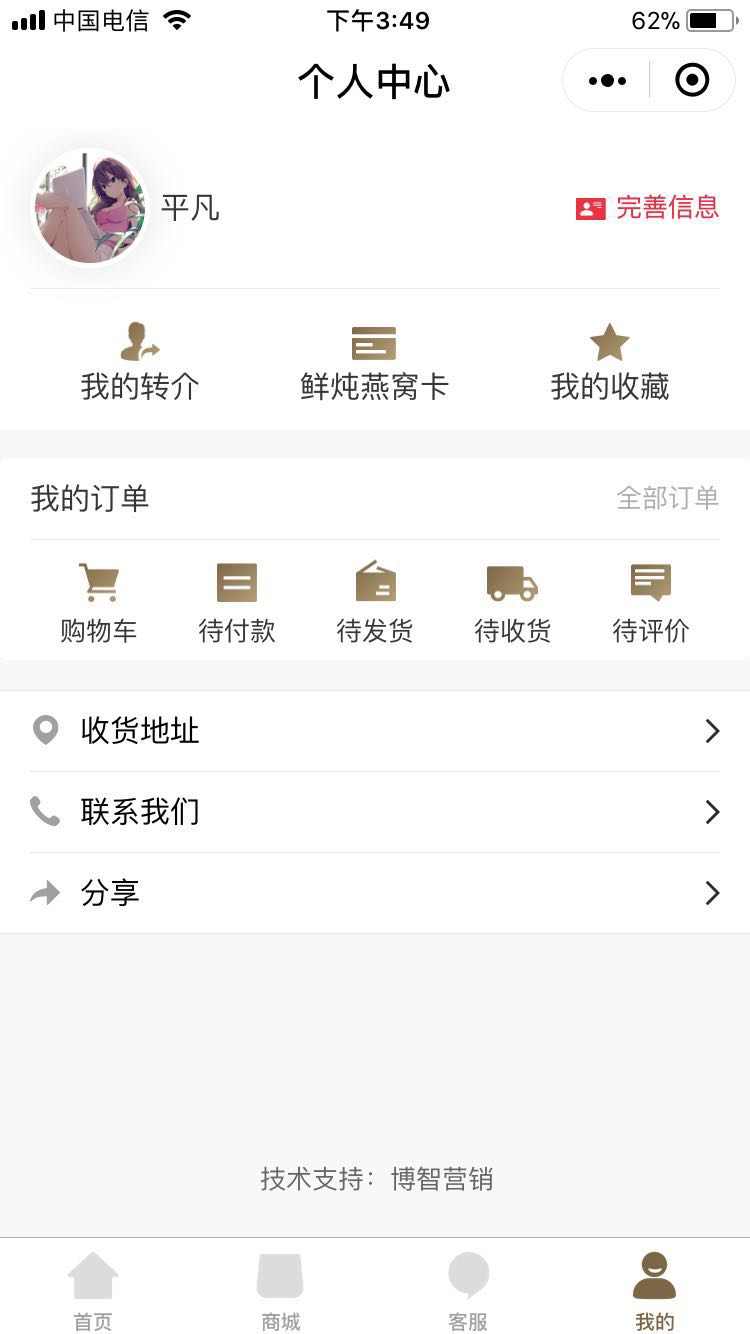 中国电信 下午3:49 62%
个人中心
平凡 完善信息
我的转介 鲜炖燕窝卡 我的收藏
我的订单 全部订单
购物车 待付款 待发货 待收货 待评价
收货地址
联系我们
分享
技术支持：博智营销
首页 商城 客服 我的